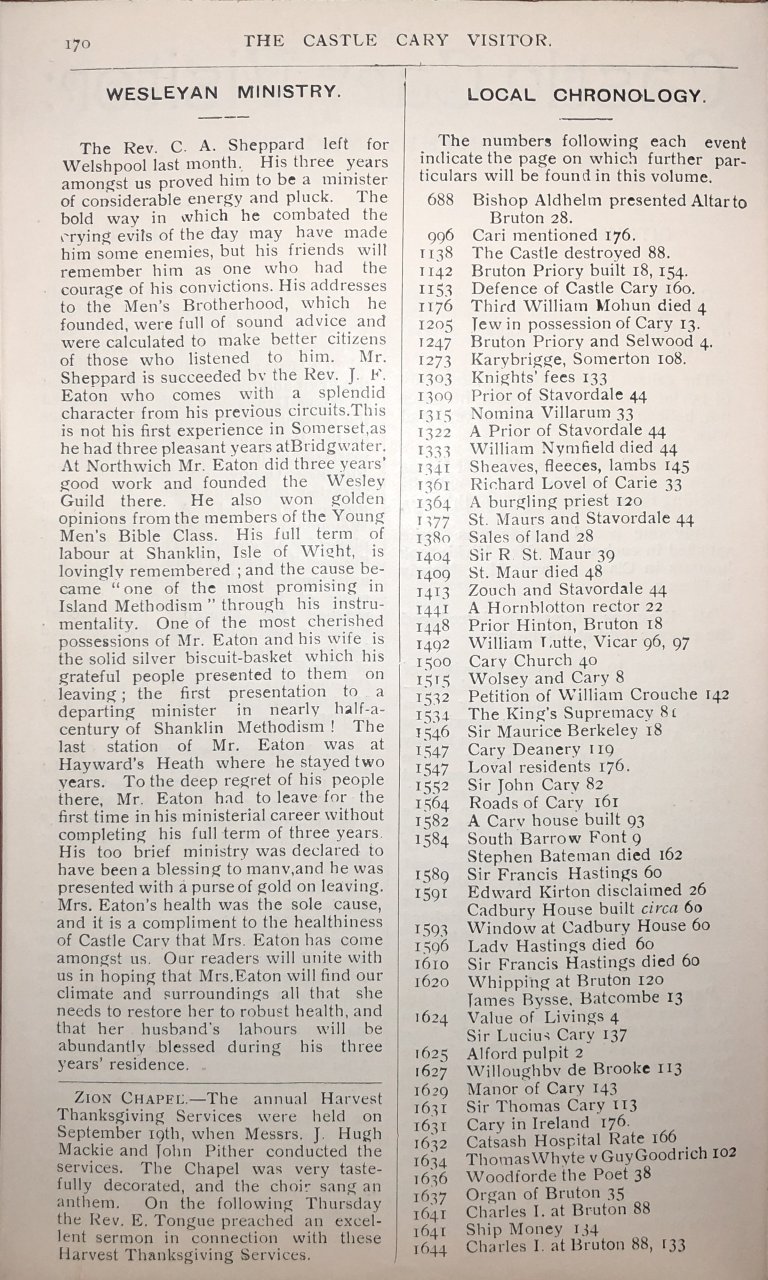 170
THE CASTLE CARY VISITOR.
WESLEYAN MINISTRY.
The Rev. C. A. Sheppard left for
Welshpool last month. His three years
amongst us proved him to be a minister
of considerable energy and pluck. The
bold way in which he combated the
crying evils of the day may have made
him some enemies, but his friends will
remember him as one who had the
courage of his convictions. His addresses
to the Men's Brotherhood, which he
founded, were full of sound advice and
were calculated to make better citizens
of those who listened to him. Mr.
Sheppard is succeeded by the Rev. J. F.
Eaton who comes with a splendid
character from his previous circuits.This
is not his first experience in Somerset,as
he had three pleasant years atBridgwater.
At Northwich Mr. Eaton did three years'
good work and founded the Wesley
Guild there. He also won golden
opinions from the members of the Young
Men's Bible Class. His full term of
labour at Shanklin, Isle of Wight, is
lovingly remembered ; and the cause be-
came "one of the most promising in
Island Methodism" through his instru-
mentality. One of the most cherished
possessions of Mr. Eaton and his wife is
the solid silver biscuit-basket which his
grateful people presented to them on
leaving ; the first presentation to a
departing minister in nearly half-a-
century of Shanklin Methodism ! The
last station of Mr. Eaton was at
Hayward's Heath where he stayed two
years. To the deep regret of his people
there, Mr. Eaton had to leave for the
first time in his ministerial career without
completing his full term of three years.
His too brief ministry was declared to
have been a blessing to many,and he was
presented with a purse of gold on leaving.
Mrs. Eaton's health was the sole cause,
and it is a compliment to the healthiness
of Castle Cary that Mrs. Eaton has come
amongst us. Our readers will unite with
us in hoping that Mrs.Eaton will find our
climate and surroundings all that she
needs to restore her to robust health, and
that her husband's labours will be
abundantly blessed during his three
years' residence.
ZION CHAPEL.—The annual Harvest
Thanksgiving Services were held on
September 19th, when Messrs. J. Hugh
Mackie and John Pither conducted the
services. The Chapel was very taste-
fully decorated, and the choir sang an
anthem. On the following Thursday
the Rev. E. Tongue preached an excel-
lent sermon in connection with these
Harvest Thanksgiving Services.
LOCAL CHRONOLOGY.
The numbers following each event
indicate the page on which further par-
ticulars will be found in this volume.
688 Bishop Aldhelm presented Altar to
Bruton 28.
996 Cari mentioned 176.
1138 The Castle destroyed 88.
1142 Bruton Priory built 18, 154.
1153 Defence of Castle Cary 160.
1176 Third William Mohun died 4
1205 Jew in possession of Cary 13.
1247 Bruton Priory and Selwood 4.
1273 Karybrigge, Somerton 108.
1303 Knights' fees 133
1309 Prior of Stavordale 44
1315 Nomina Villarum 33
1322 A Prior of Stavordale 44
1333 William Nymfield died 44
1341 Sheaves, fleeces, lambs 145
1361 Richard Lovel of Carie 33
1364 A burgling priest 120
1377 St. Maurs and Stavordale 44
1380 Sales of land 28
1404 Sir R. St. Maur 39
1409 St. Maur died 48
1413 Zouch and Stavordale 44
1441 A Hornblotton rector 22
1448 Prior Hinton, Bruton 18
1492 William Lutte, Vicar 96, 97
1500 Cary Church 40
1515 Wolsey and Cary 8
1532 Petition of William Crouche 142
1534 The King's Supremacy 81
1546 Sir Maurice Berkeley 18
1547 Cary Deanery 119
1547 Loyal residents 176.
1552 Sir John Cary 82
1564 Roads of Cary 161
1582 A Cary house built 93
1584 South Barrow Font 9
Stephen Bateman died 162
1589 Sir Francis Hastings 60
1591 Edward Kirton disclaimed 26
Cadbury House built circa 60
1593 Window at Cadbury House 60
1596 Lady Hastings died 60
1610 Sir Francis Hastings died 60
1620 Whipping at Bruton 120
James Bysse, Batcombe 13
1624 Value of Livings 4
Sir Lucius Cary 137
1625 Alford pulpit 2
1627 Willoughby de Brooke 113
1629 Manor of Cary 143
1631 Sir Thomas Cary 113
1631 Cary in Ireland 176.
1632 Catsash Hospital Rate 166
1634 ThomasWhyte v GuyGoodrich 102
1636 Woodforde the Poet 38
1637 Organ of Bruton 35
1641 Charles I. at Bruton 88
1641 Ship Money 134
1644 Charles I. at Bruton 88, 133